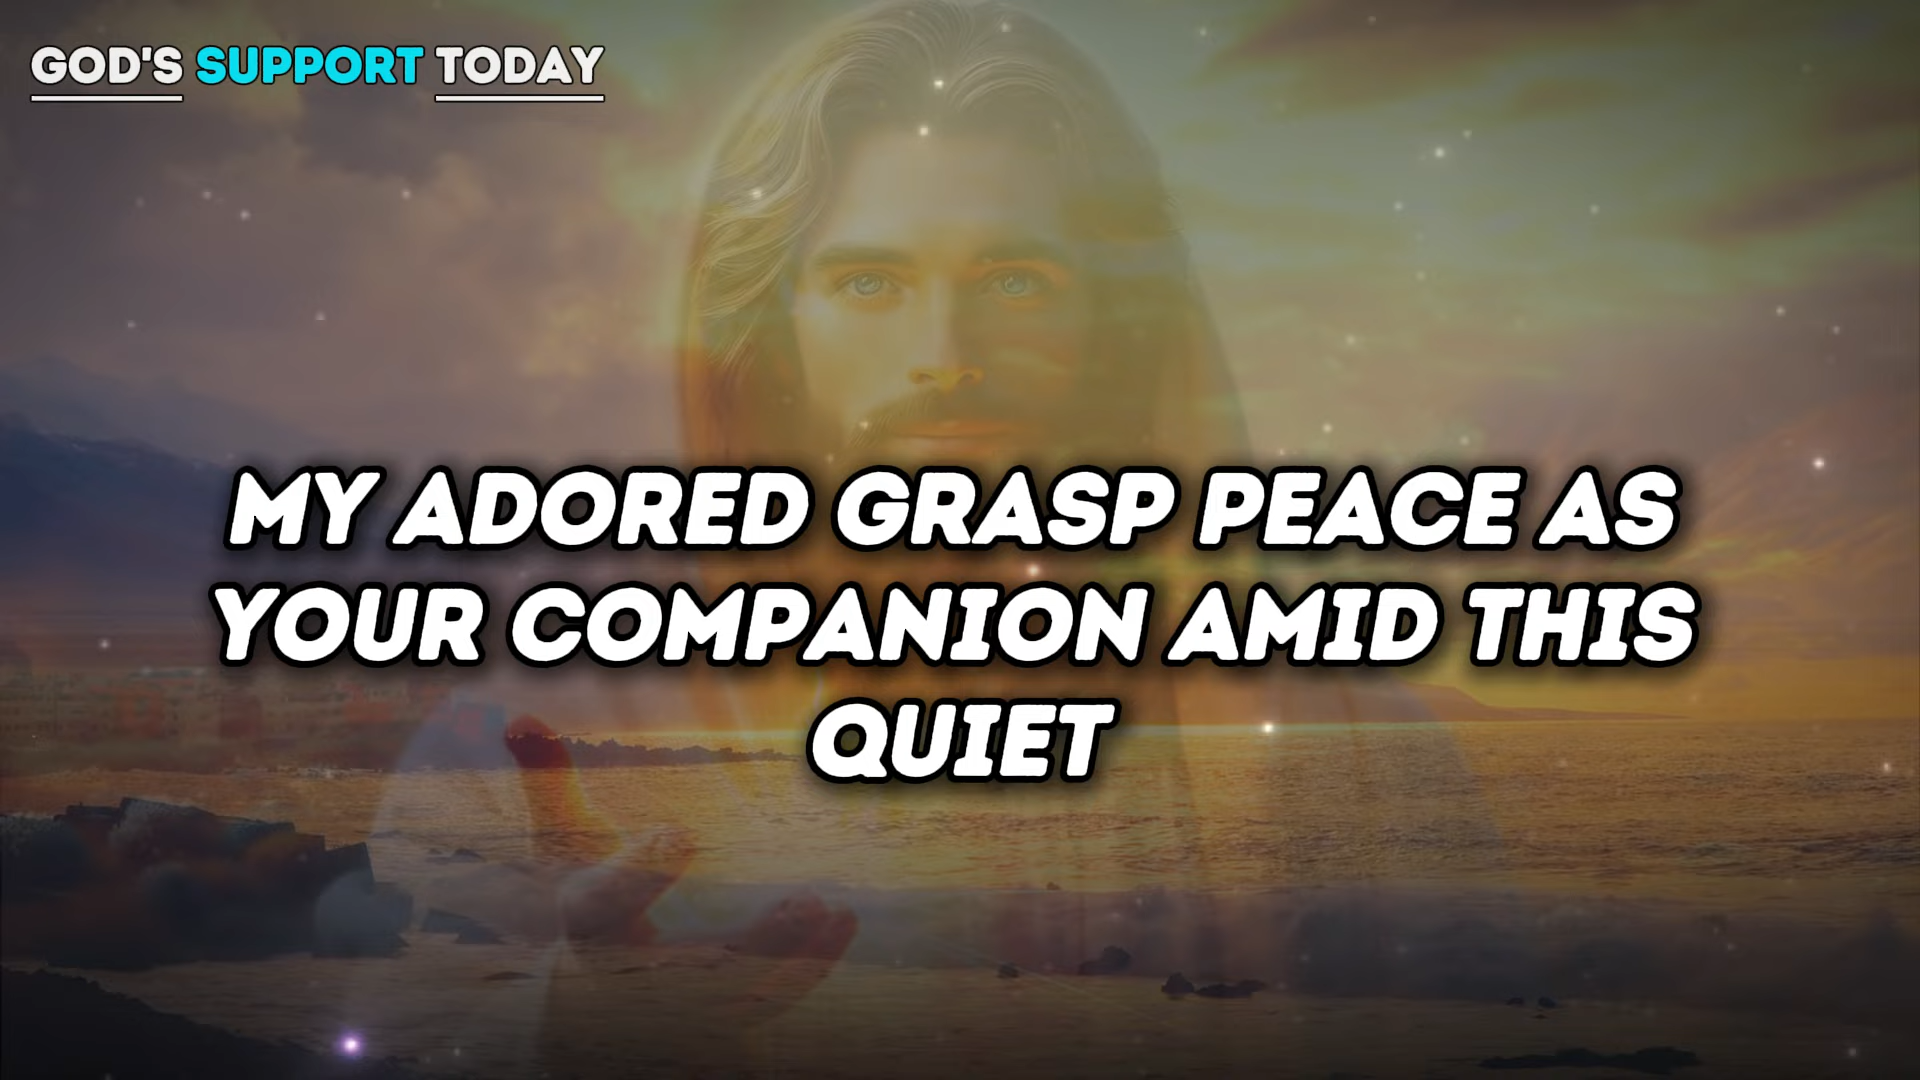 GOD'S SUPPORT TODAY
MY ADORED GRASP PEACE AS
YOUR COMPANION AMID THIS
QUIET